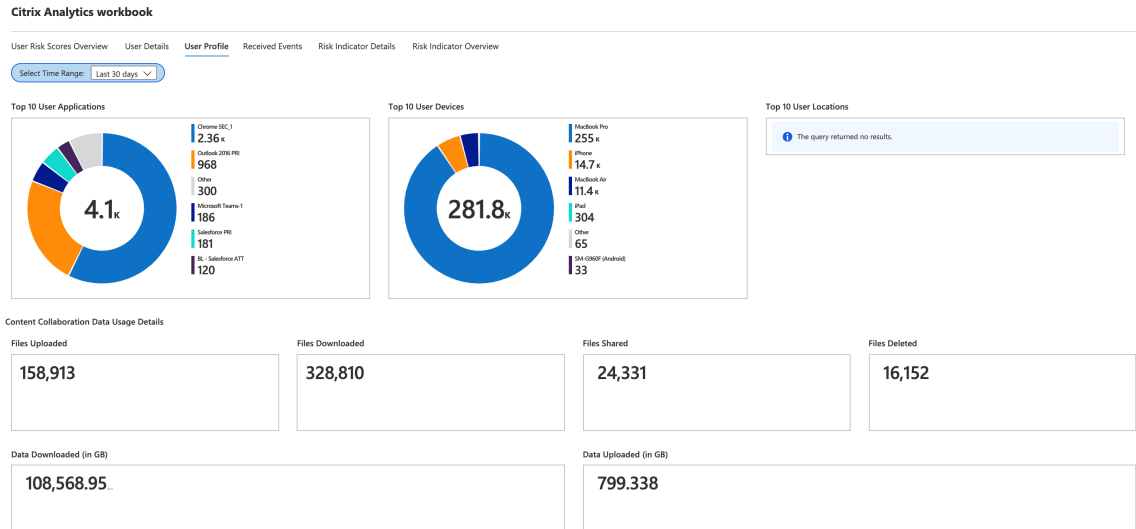 Citrix Analytics workbook
User Risk Scores Overview User Details User Profile Received Events Risk Indicator Details Risk Indicator Overview
Select Time Range: Last 30 days
Top 10 User Applications
Chrome SEC_1
2.36 K
Outlook 2016 PRI
968
Other
300
Microsoft Teams-1
186
Salesforce PRI
181
BL - Salesforce ATT
120
4.1K
Top 10 User Devices
MacBook Pro
255 K
iPhone
14.7 K
MacBook Air
11.4 K
iPad
304
Other
65
SM-G960F (Android)
33
281.8K
Top 10 User Locations
The query returned no results.
Content Collaboration Data Usage Details
Files Uploaded
158,913
Files Downloaded
328,810
Files Shared
24,331
Files Deleted
16,152
Data Downloaded (in GB)
108,568.95...
Data Uploaded (in GB)
799.338